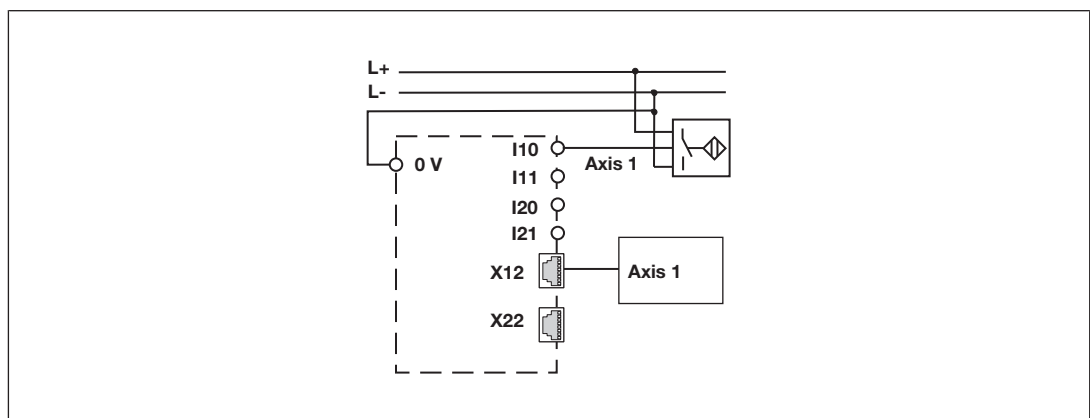 L+
L-
0 V
I10
Axis 1
I11
I20
I21
X12
Axis 1
X22